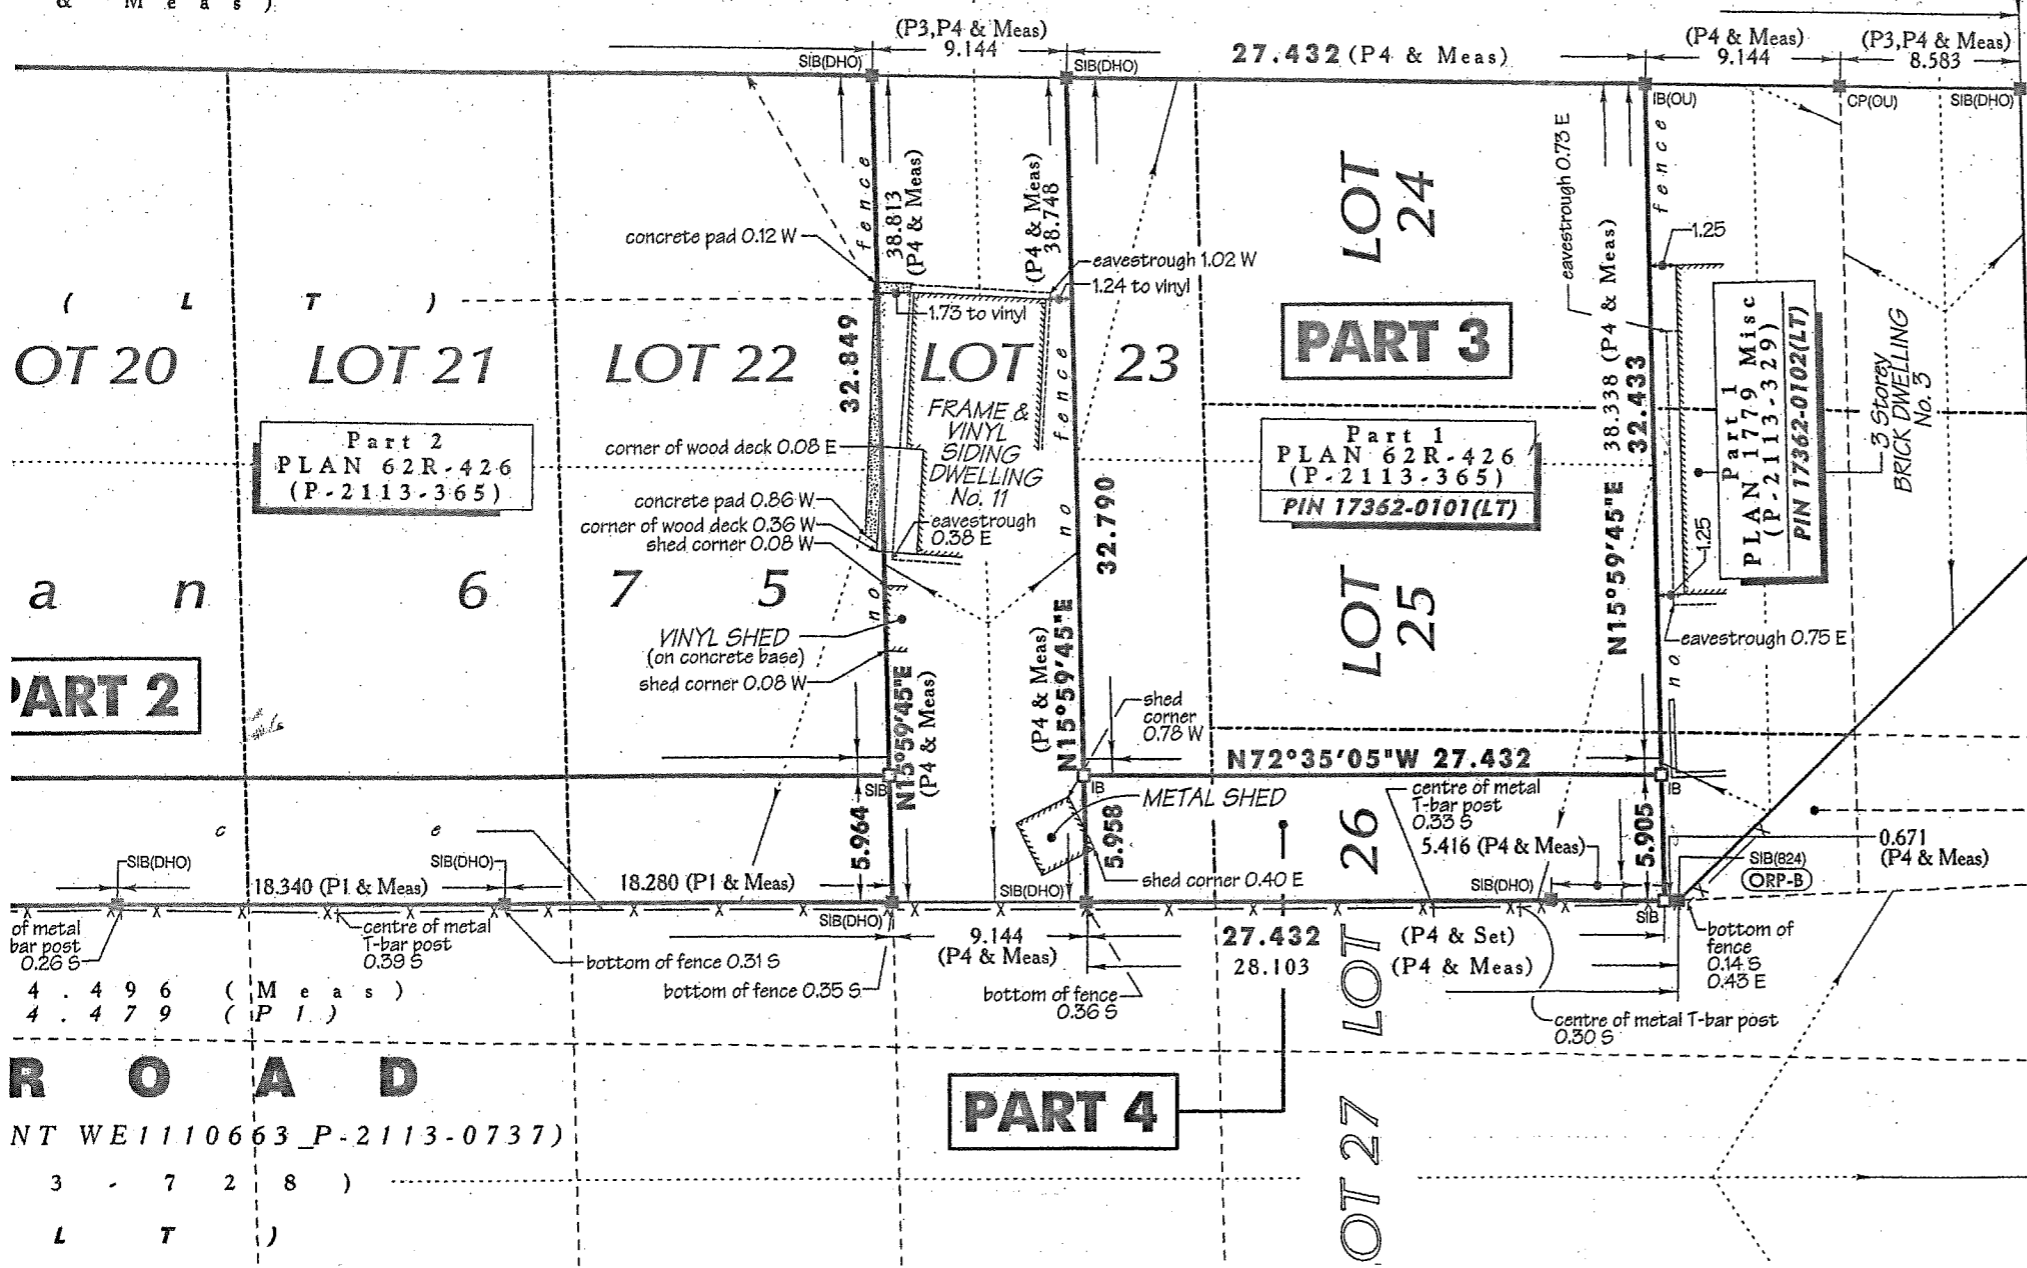 & M e a s )
(P3,P4 & Meas)
9.144
27.432 (P4 & Meas)
(P4 & Meas)
9.144
(P3,P4 & Meas)
8.583
SIB(DHO)
SIB(DHO)
IB(OU)
CP(OU)
SIB(DHO)
fence
38.813
(P4 & Meas)
(P4 & Meas)
38.748
LOT
24
eavestrough 0.73 E
fence
1.25
concrete pad 0.12 W
eavestrough 1.02 W
1.24 to vinyl
1.73 to vinyl
( L T )
OT 20
LOT 21
LOT 22
32.849
LOT 23
PART 3
38.338 (P4 & Meas)
32.433
Part 1
PLAN 1779 Misc
(P-2113-329)
PIN 17362-0102(LT)
3 Storey
BRICK DWELLING
No. 3
Part 2
PLAN 62R-426
(P-2113-365)
FRAME &
VINYL
SIDING
DWELLING
No. 11
no fence
Part 1
PLAN 62R-426
(P-2113-365)
PIN 17362-0101(LT)
corner of wood deck 0.08 E
concrete pad 0.86 W
corner of wood deck 0.36 W
shed corner 0.08 W
eavestrough
0.38 E
32.790
N15°59'45"E
1.25
a n 6 7 5
no
LOT
25
VINYL SHED
(on concrete base)
shed corner 0.08 W
eavestrough 0.75 E
no
PART 2
N15°59'45"E
(P4 & Meas)
(P4 & Meas)
N15°59'45"E
shed
corner
0.78 W
N72°35'05"W 27.432
SIB
IB
IB
METAL SHED
centre of metal
T-bar post
0.33 S
5.416 (P4 & Meas)
c e
5.964
5.958
26
5.905
0.671
(P4 & Meas)
SIB(DHO)
SIB(DHO)
SIB(824)
ORP-B
18.340 (P1 & Meas)
18.280 (P1 & Meas)
SIB(DHO)
shed corner 0.40 E
SIB(DHO)
SIB(DHO)
SIB
of metal
bar post
0.26 S
centre of metal
T-bar post
0.39 S
bottom of fence 0.31 S
bottom of fence 0.35 S
9.144
(P4 & Meas)
27.432 (P4 & Set)
28.103 (P4 & Meas)
bottom of fence
0.36 S
LOT
bottom of
fence
0.14 S
0.43 E
centre of metal T-bar post
0.30 S
4.496 (Meas)
4.479 (P1)
R O A D
PART 4
NT WE1110663_P-2113-0737)
3 - 7 2 8 )
LOT 27
L T )